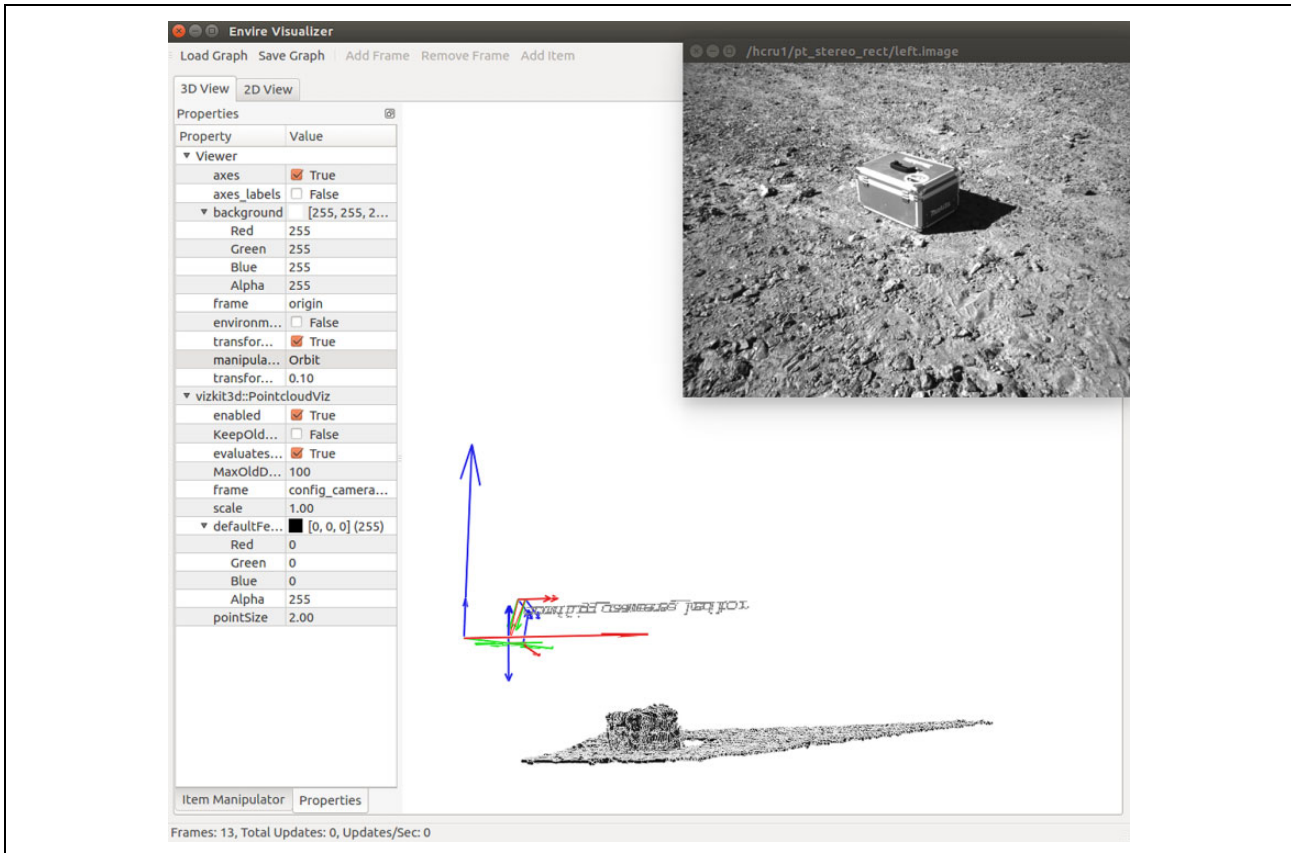 Envire Visualizer
Load Graph Save Graph Add Frame Remove Frame Add Item
/hcru1/pt_stereo_rect/left.image
3D View 2D View
Properties
Property Value
Viewer
axes True
axes_labels False
background [255, 255, 2...
Red 255
Green 255
Blue 255
Alpha 255
frame origin
environm... False
transfor... True
manipula... Orbit
transfor... 0.10
vizkit3d::PointcloudViz
enabled True
KeepOld... False
evaluates... True
MaxOldD... 100
frame config_camera...
scale 1.00
defaultFe... [0, 0, 0] (255)
Red 0
Green 0
Blue 0
Alpha 255
pointSize 2.00
Item Manipulator Properties
Frames: 13, Total Updates: 0, Updates/Sec: 0